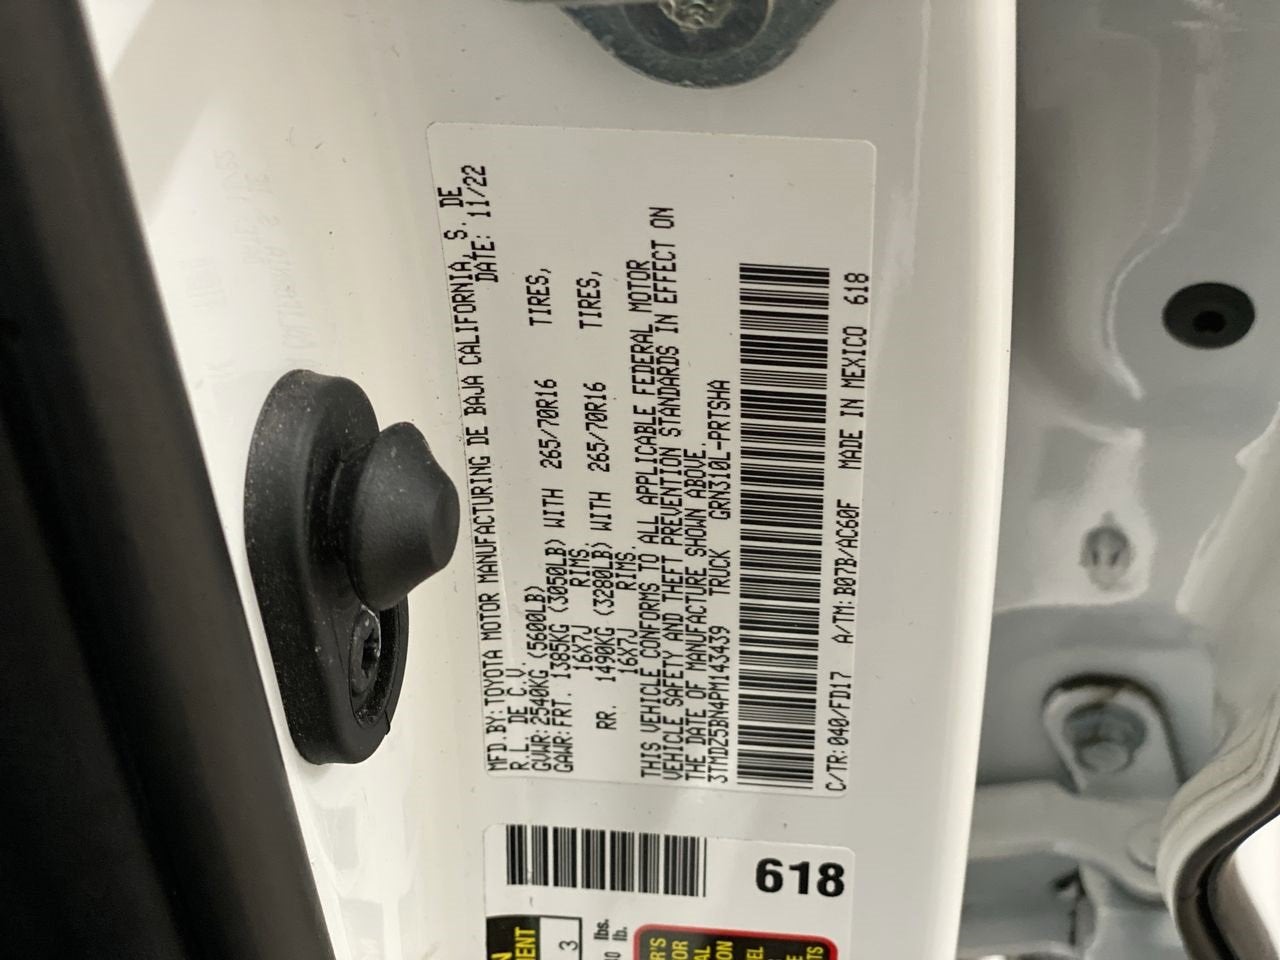 MFD.BY:TOYOTA MOTOR MANUFACTURING DE BAJA CALIFORNIA, S. DE
R.L. DE C.V. DATE: 11/22
GVWR:2540KG (5600LB)
GAWR:FRT. 1385KG (3050LB) WITH 265/70R16 TIRES,
16X7J RIMS.
RR. 1490KG (3280LB) WITH 265/70R16 TIRES,
16X7J RIMS.
THIS VEHICLE CONFORMS TO ALL APPLICABLE FEDERAL MOTOR
VEHICLE SAFETY AND THEFT PREVENTION STANDARDS IN EFFECT ON
THE DATE OF MANUFACTURE SHOWN ABOVE.
3TMDZ5BN4PM143439 TRUCK GRN310L-PRTSHA
C/TR:040/FD17 A/TM:B07B/AC60F MADE IN MEXICO 618
618
3
lbs.
lb.